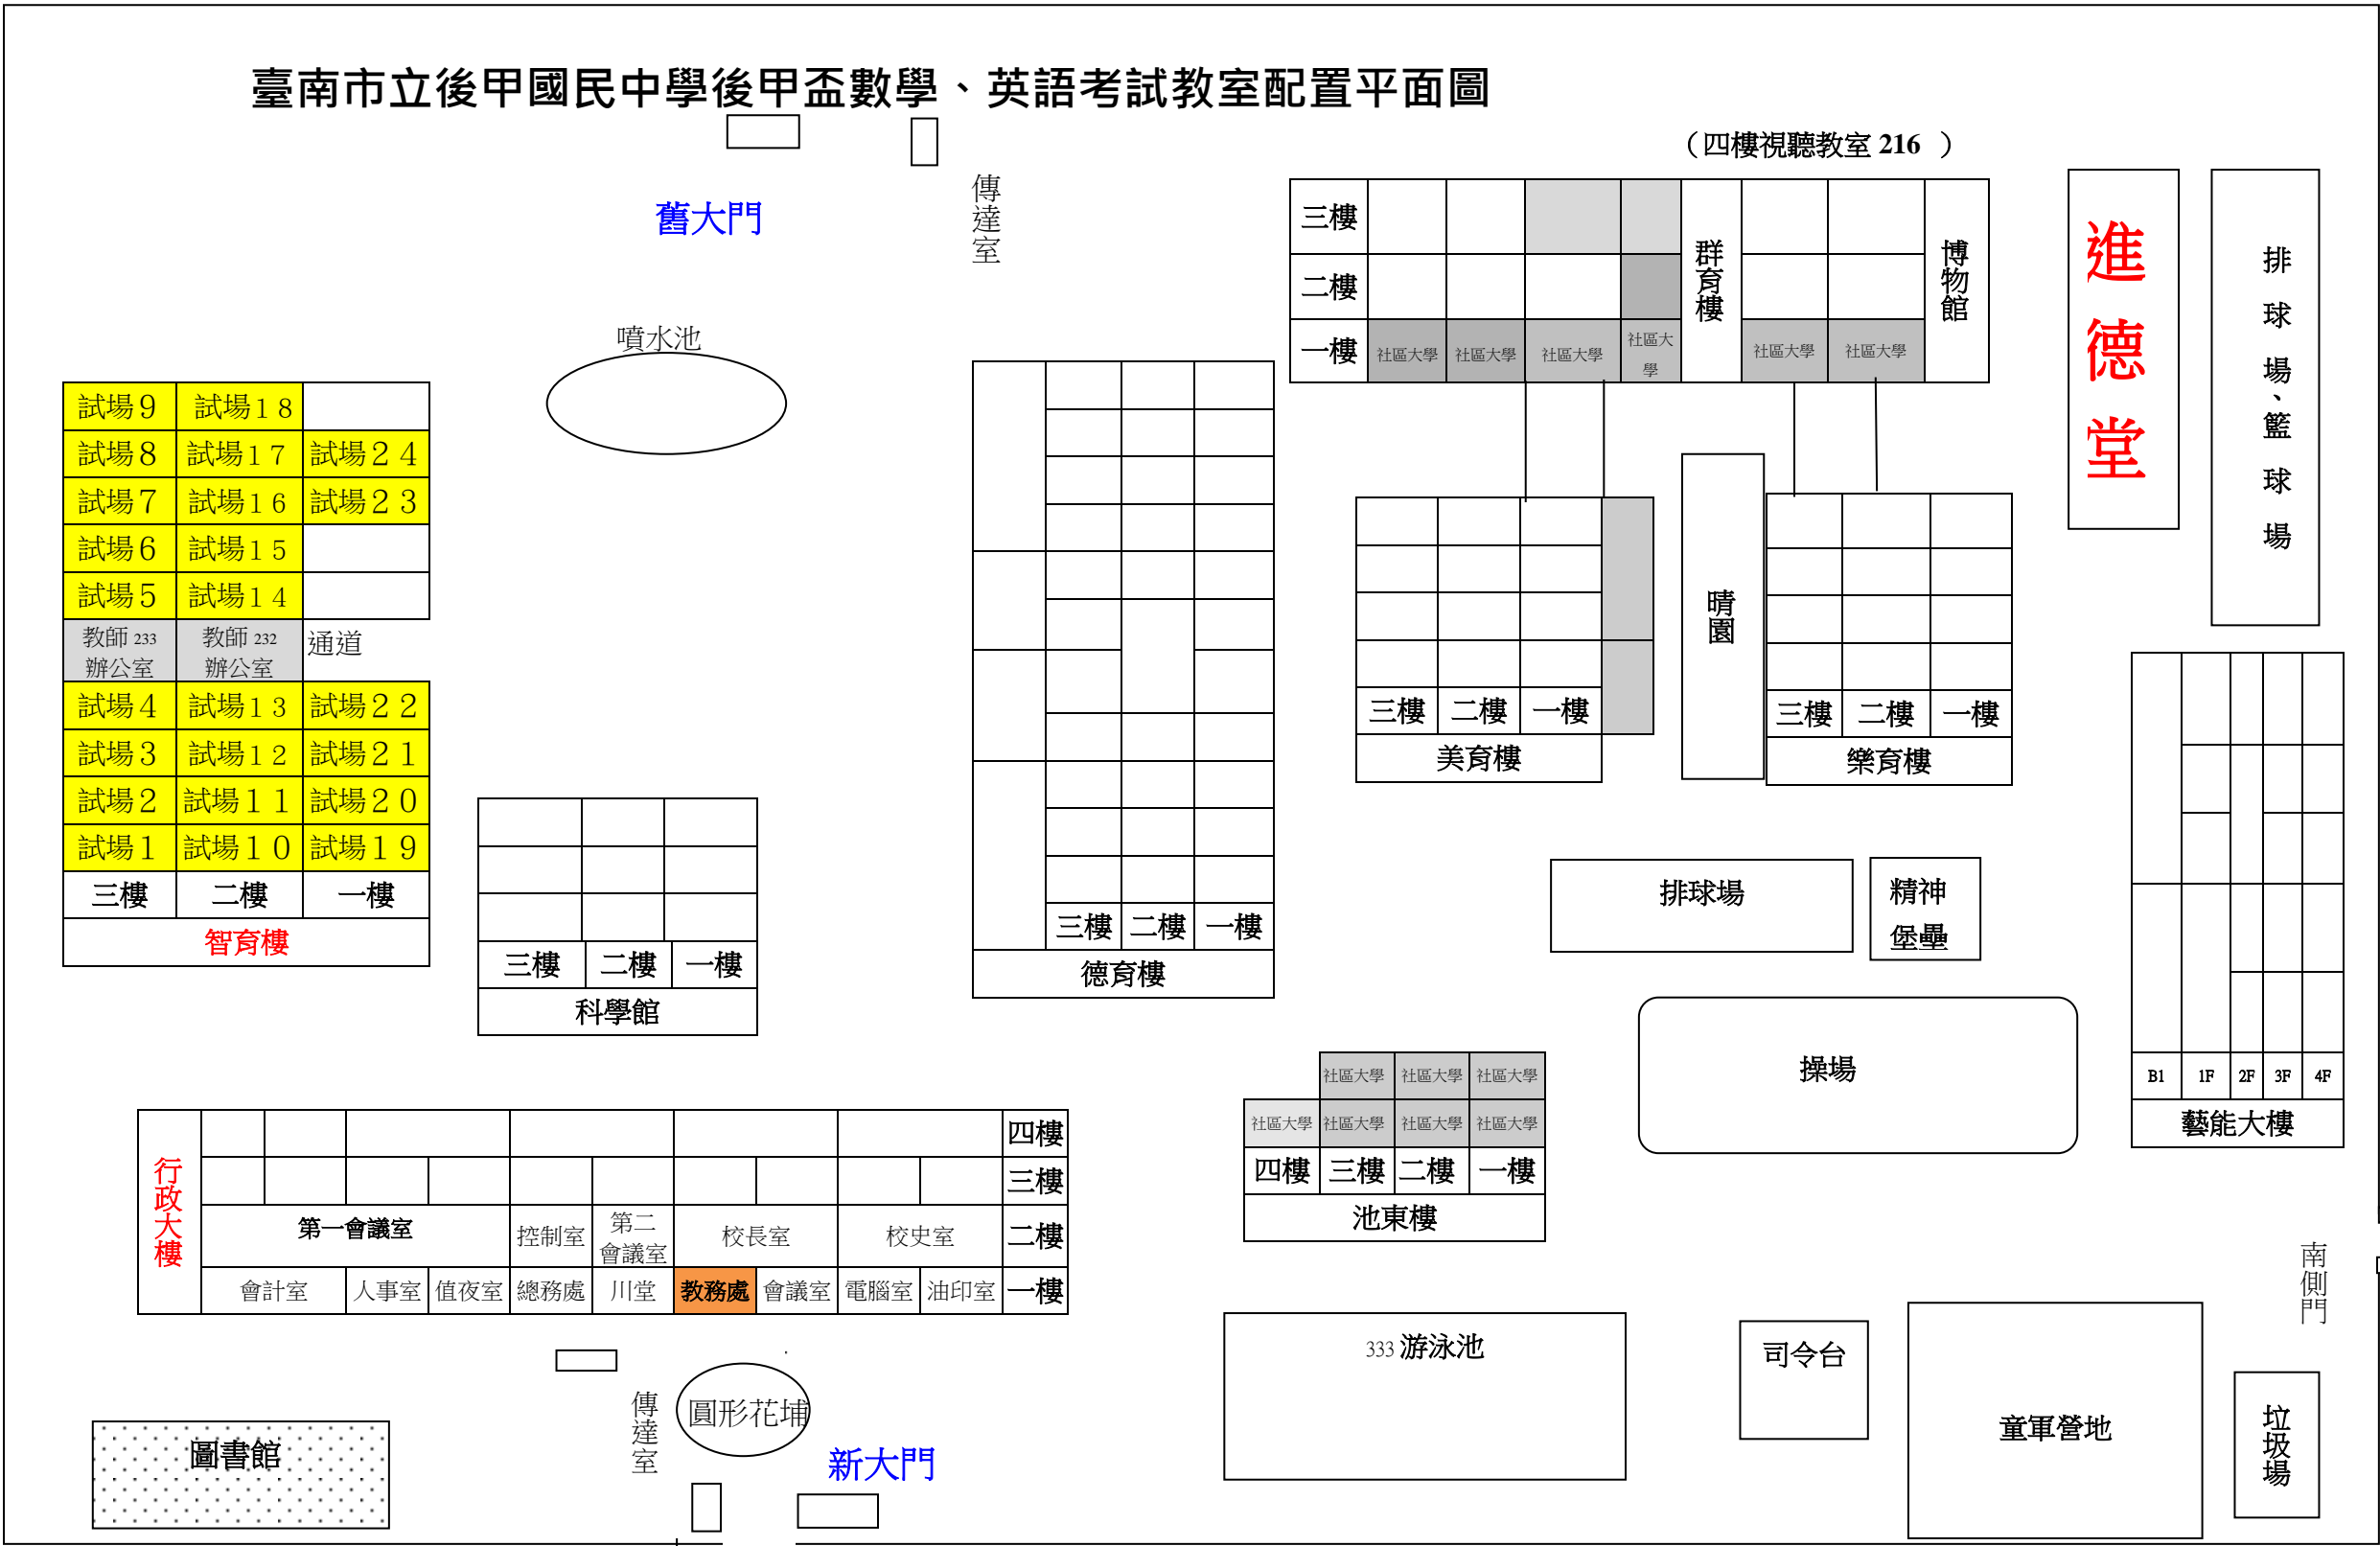 臺南市立後甲國民中學後甲盃數學、英語考試教室配置平面圖
（四樓視聽教室 216 ）
舊大門
傳達室
噴水池
三樓
二樓
一樓 社區大學 社區大學 社區大學 社區大學 社區大學 社區大學
群育樓
博物館
進德堂
排球場、籃球場
試場９ 試場１８
試場８ 試場１７ 試場２４
試場７ 試場１６ 試場２３
試場６ 試場１５
試場５ 試場１４
教師 233 辦公室 教師 232 辦公室 通道
試場４ 試場１３ 試場２２
試場３ 試場１２ 試場２１
試場２ 試場１１ 試場２０
試場１ 試場１０ 試場１９
三樓 二樓 一樓
智育樓
三樓 二樓 一樓
科學館
三樓 二樓 一樓
德育樓
三樓 二樓 一樓
美育樓
晴園
三樓 二樓 一樓
樂育樓
排球場
精神
堡壘
操場
B1 1F 2F 3F 4F
藝能大樓
社區大學 社區大學 社區大學
社區大學 社區大學 社區大學 社區大學
四樓 三樓 二樓 一樓
池東樓
行政大樓
四樓
三樓
第一會議室 控制室 第二會議室 校長室 校史室 二樓
會計室 人事室 值夜室 總務處 川堂 教務處 會議室 電腦室 油印室 一樓
南側門
333 游泳池
司令台
童軍營地
垃圾場
傳達室
圓形花埔
新大門
圖書館